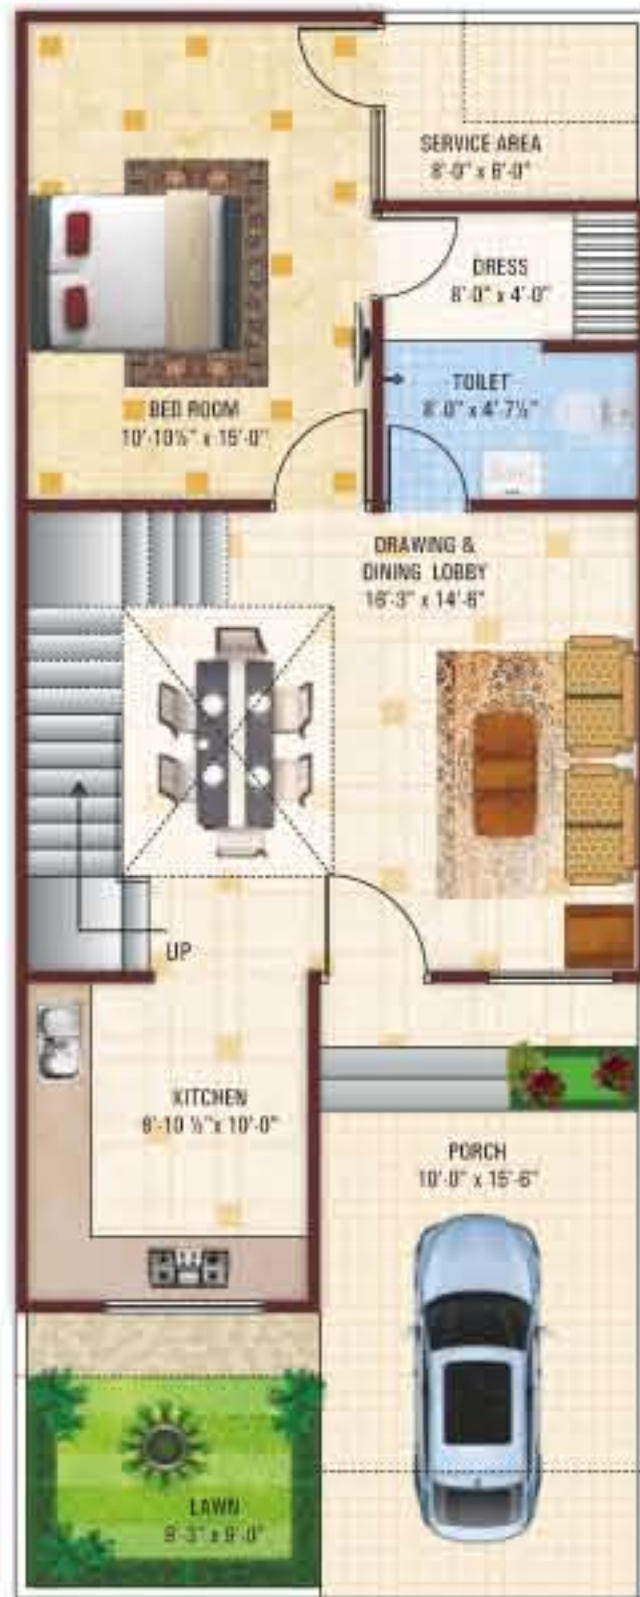 SERVICE AREA
8'-0" x 6'-0"
DRESS
8'-0" x 4'-0"
TOILET
8'.0" x 4'-7½"
BED ROOM
10'-10½" x 15'-0"
DRAWING &
DINING LOBBY
16'-3" x 14'-6"
UP
KITCHEN
8'-10 ½" x 10'-0"
PORCH
10'-0" x 15'-6"
LAWN
9'-3" x 9'-0"